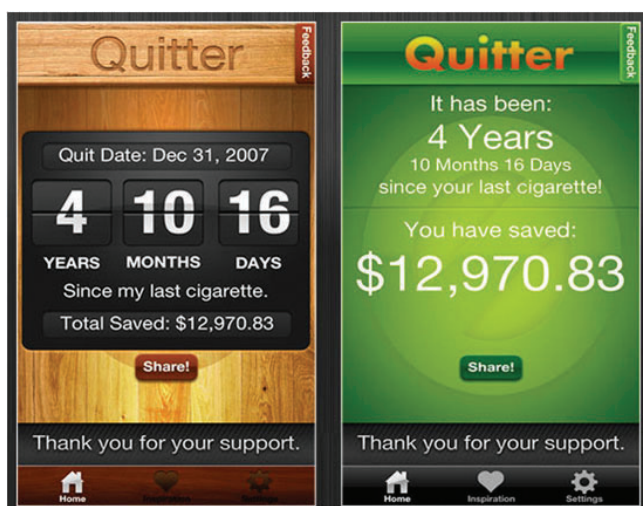 Quitter
Feedback
Quit Date: Dec 31, 2007
4 10 16
YEARS MONTHS DAYS
Since my last cigarette.
Total Saved: $12,970.83
Share!
Thank you for your support.
Home Inspiration Settings
Quitter
Feedback
It has been:
4 Years
10 Months 16 Days
since your last cigarette!
You have saved:
$12,970.83
Share!
Thank you for your support.
Home Inspiration Settings